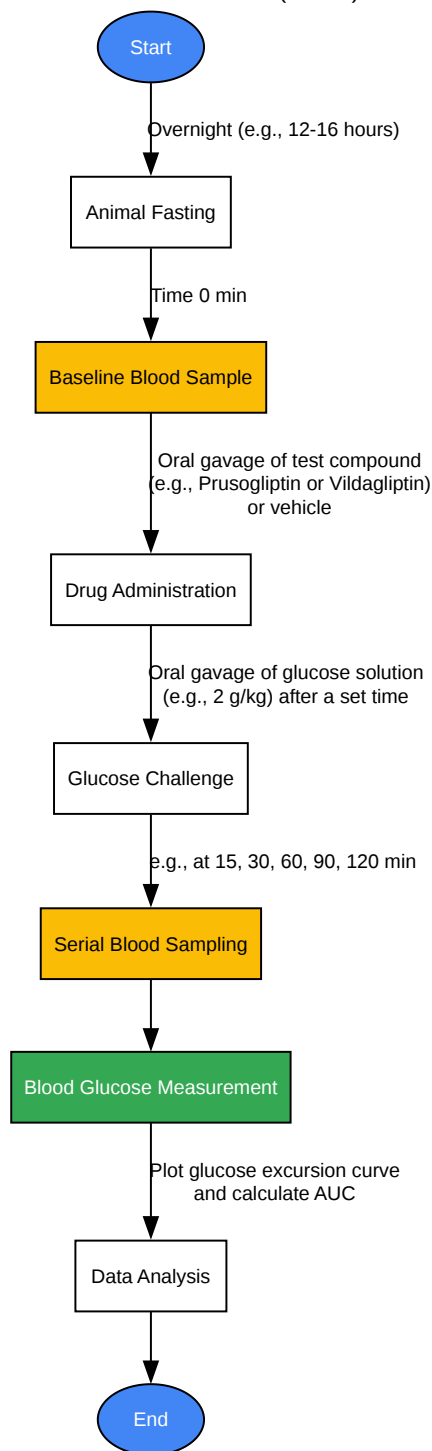 Start
Overnight (e.g., 12-16 hours)
Animal Fasting
Time 0 min
Baseline Blood Sample
Oral gavage of test compound
(e.g., Prusogliptin or Vildagliptin)
or vehicle
Drug Administration
Oral gavage of glucose solution
(e.g., 2 g/kg) after a set time
Glucose Challenge
e.g., at 15, 30, 60, 90, 120 min
Serial Blood Sampling
Blood Glucose Measurement
Plot glucose excursion curve
and calculate AUC
Data Analysis
End